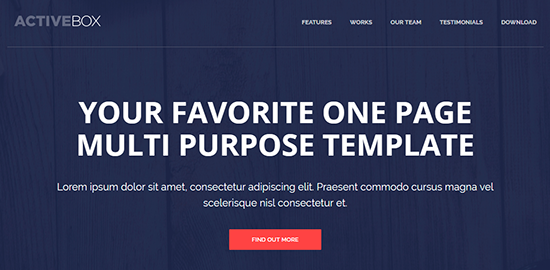 ACTIVEBOX
FEATURES WORKS OUR TEAM TESTIMONIALS DOWNLOAD
YOUR FAVORITE ONE PAGE
MULTI PURPOSE TEMPLATE
Lorem ipsum dolor sit amet, consectetur adipiscing elit. Praesent commodo cursus magna vel
scelerisque nisl consectetur et.
FIND OUT MORE